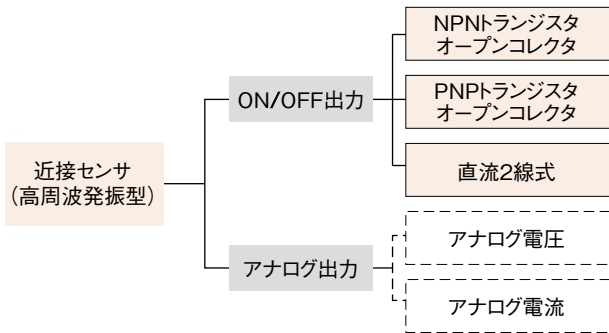 近接センサ
(高周波発振型)
ON/OFF出力
NPNトランジスタ
オープンコレクタ
PNPトランジスタ
オープンコレクタ
直流2線式
アナログ出力
アナログ電圧
アナログ電流